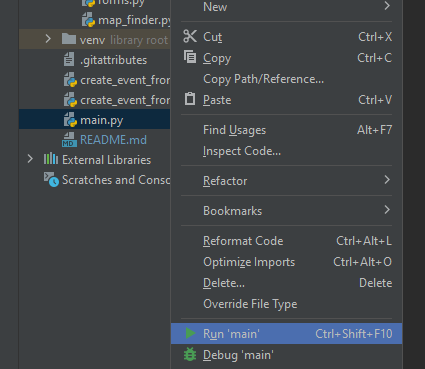 forms.py
map_finder.py
venv library root
.gitattributes
create_event_fror
create_event_fror
main.py
README.md
External Libraries
Scratches and Consc
New
Cut Ctrl+X
Copy Ctrl+C
Copy Path/Reference...
Paste Ctrl+V
Find Usages Alt+F7
Inspect Code...
Refactor
Bookmarks
Reformat Code Ctrl+Alt+L
Optimize Imports Ctrl+Alt+O
Delete... Delete
Override File Type
Run 'main' Ctrl+Shift+F10
Debug 'main'